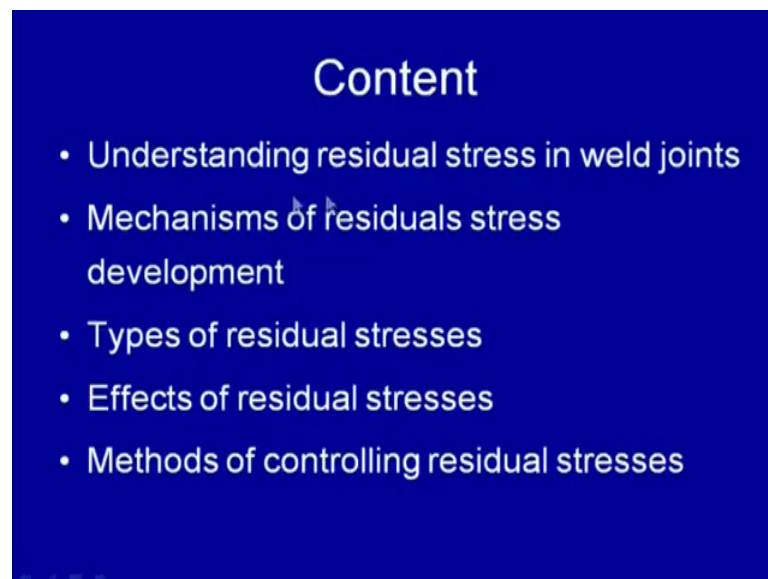 Content
• Understanding residual stress in weld joints
• Mechanisms of residuals stress
development
• Types of residual stresses
• Effects of residual stresses
• Methods of controlling residual stresses